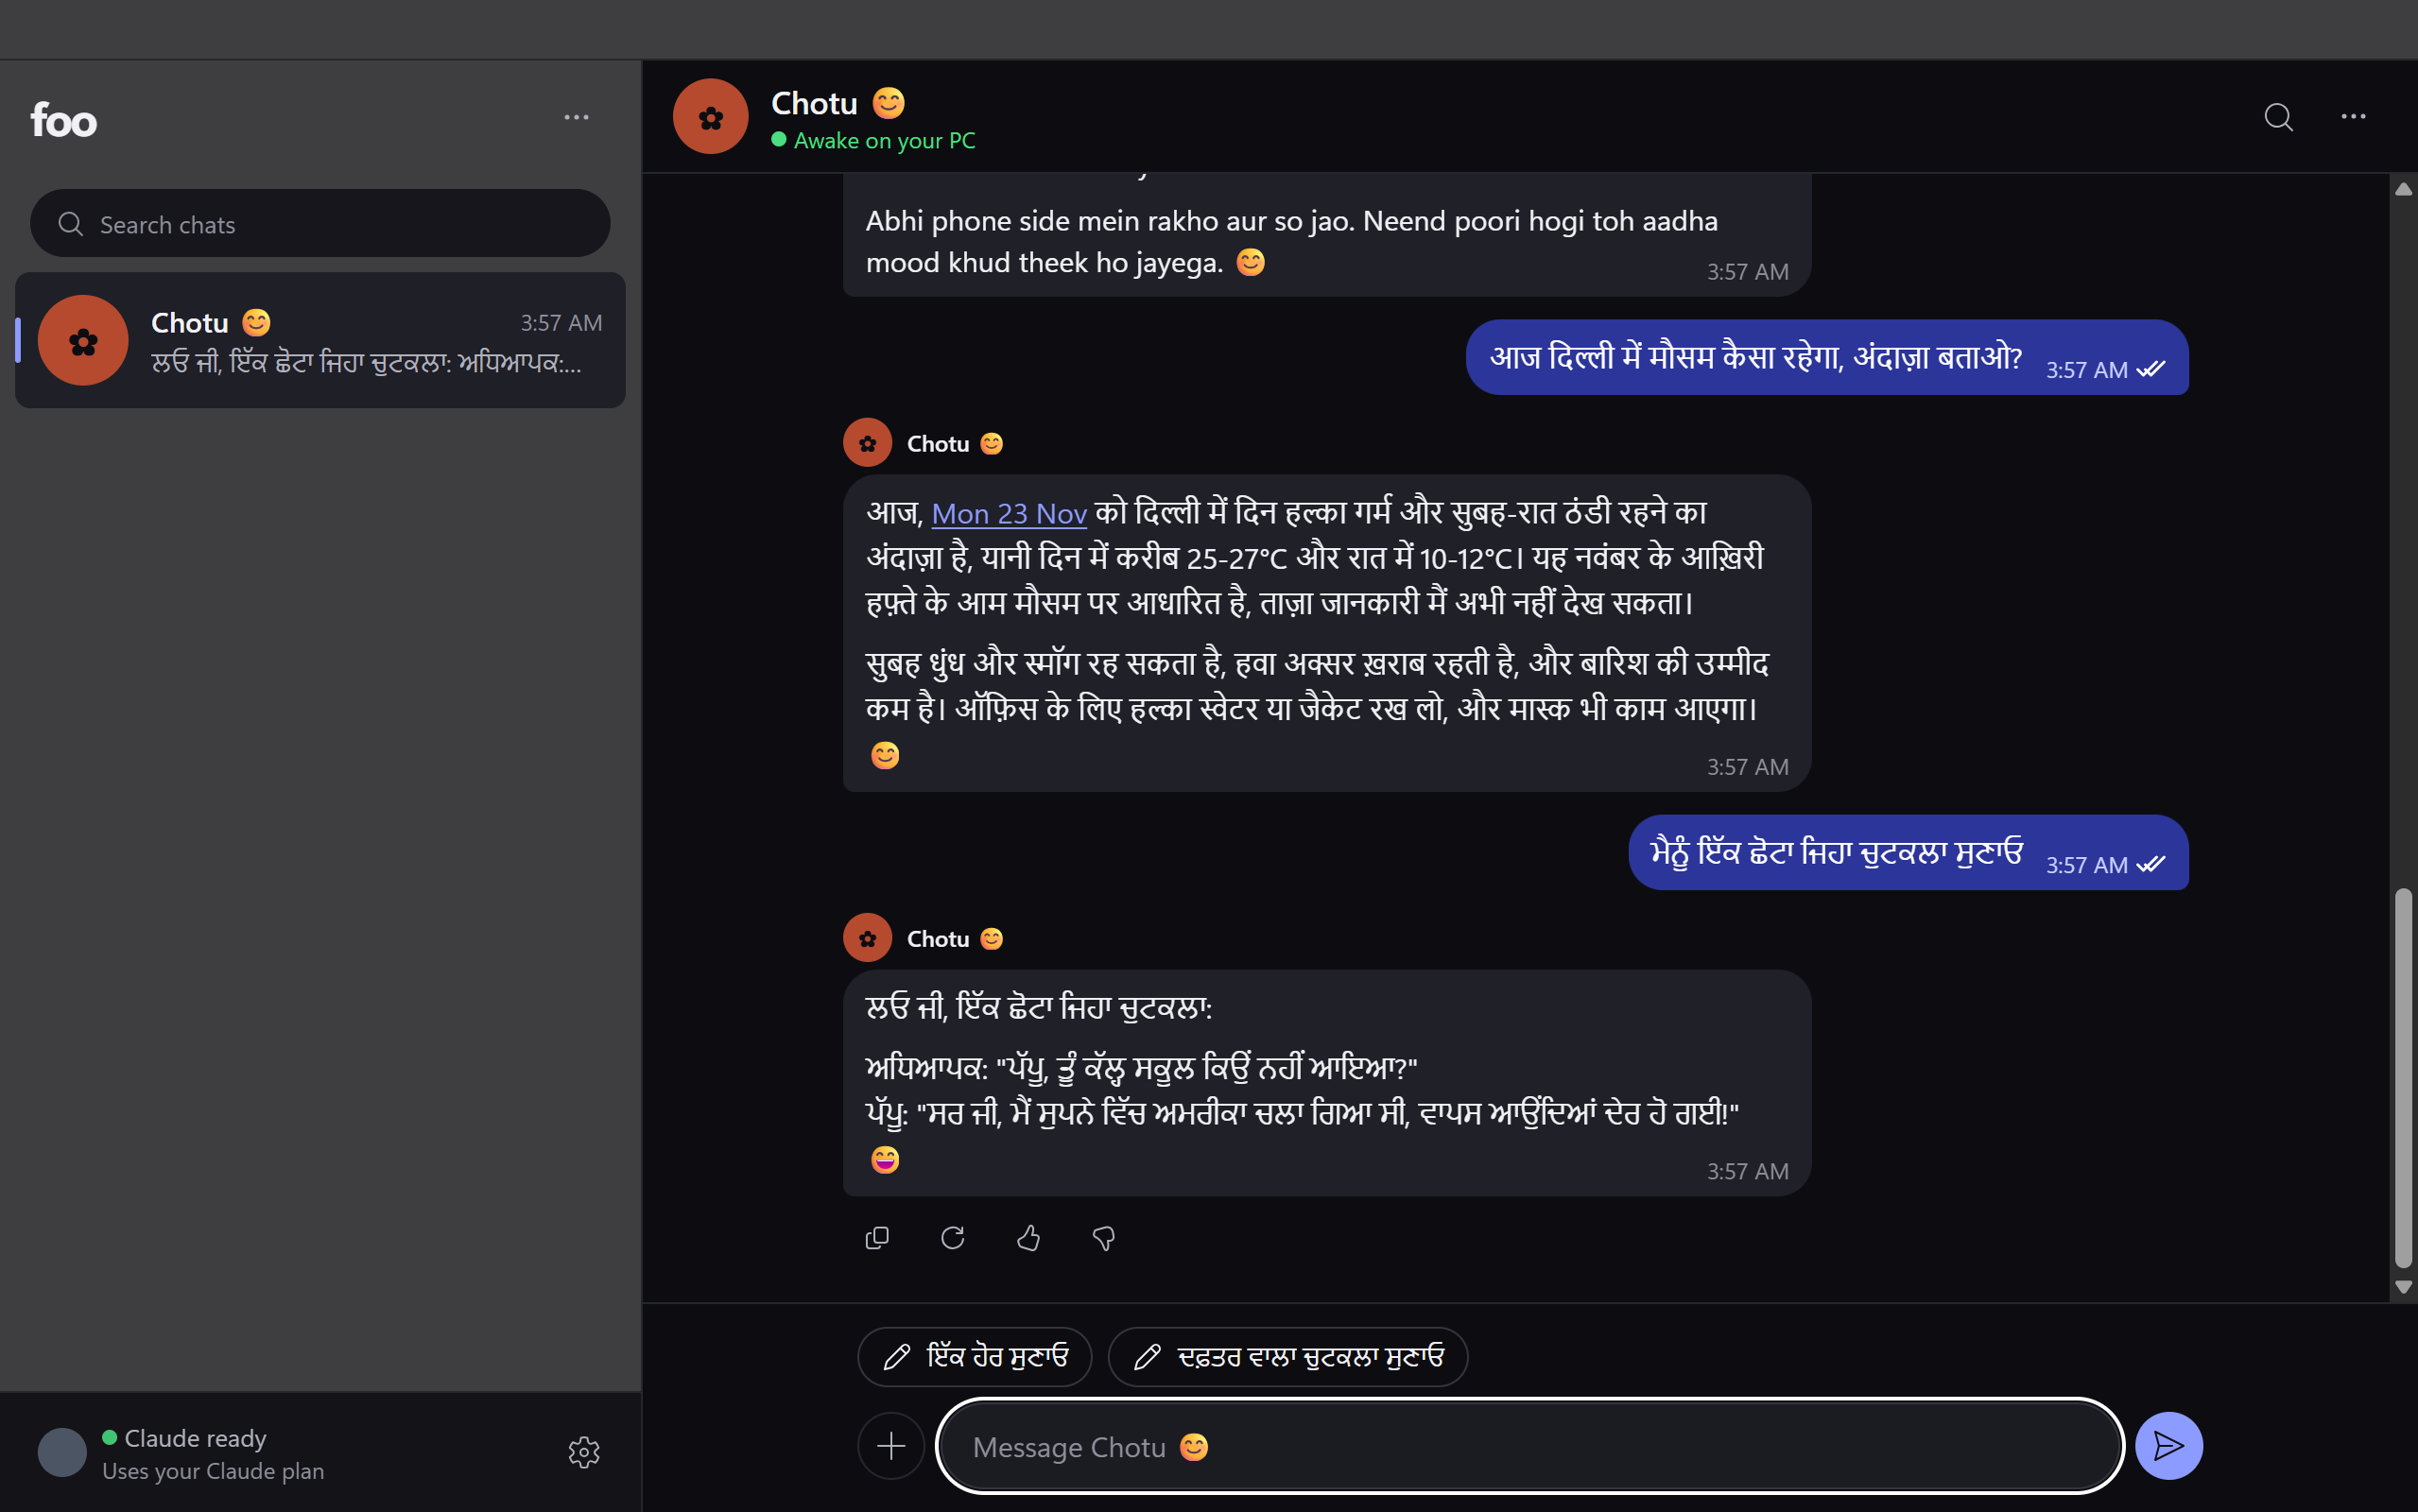 foo
Search chats
Chotu 😊
3:57 AM
ਲਓ ਜੀ, ਇੱਕ ਛੋਟਾ ਜਿਹਾ ਚੁਟਕਲਾ: ਅਧਿਆਪਕ:...
Claude ready
Uses your Claude plan
Chotu 😊
Awake on your PC
Abhi phone side mein rakho aur so jao. Neend poori hogi toh aadha
mood khud theek ho jayega. 😊
3:57 AM
आज दिल्ली में मौसम कैसा रहेगा, अंदाज़ा बताओ?
3:57 AM
Chotu 😊
आज, Mon 23 Nov को दिल्ली में दिन हल्का गर्म और सुबह-रात ठंडी रहने का
अंदाज़ा है, यानी दिन में करीब 25-27°C और रात में 10-12°C। यह नवंबर के आख़िरी
हफ़्ते के आम मौसम पर आधारित है, ताज़ा जानकारी मैं अभी नहीं देख सकता।
सुबह धुंध और स्मॉग रह सकता है, हवा अक्सर ख़राब रहती है, और बारिश की उम्मीद
कम है। ऑफ़िस के लिए हल्का स्वेटर या जैकेट रख लो, और मास्क भी काम आएगा।
😊
3:57 AM
ਮੈਨੂੰ ਇੱਕ ਛੋਟਾ ਜਿਹਾ ਚੁਟਕਲਾ ਸੁਣਾਓ
3:57 AM
Chotu 😊
ਲਓ ਜੀ, ਇੱਕ ਛੋਟਾ ਜਿਹਾ ਚੁਟਕਲਾ:
ਅਧਿਆਪਕ: "ਪੱਪੂ, ਤੂੰ ਕੱਲ੍ਹ ਸਕੂਲ ਕਿਉਂ ਨਹੀਂ ਆਇਆ?"
ਪੱਪੂ: "ਸਰ ਜੀ, ਮੈਂ ਸੁਪਨੇ ਵਿੱਚ ਅਮਰੀਕਾ ਚਲਾ ਗਿਆ ਸੀ, ਵਾਪਸ ਆਉਂਦਿਆਂ ਦੇਰ ਹੋ ਗਈ!"
😄
3:57 AM
ਇੱਕ ਹੋਰ ਸੁਣਾਓ
ਦਫ਼ਤਰ ਵਾਲਾ ਚੁਟਕਲਾ ਸੁਣਾਓ
Message Chotu 😊